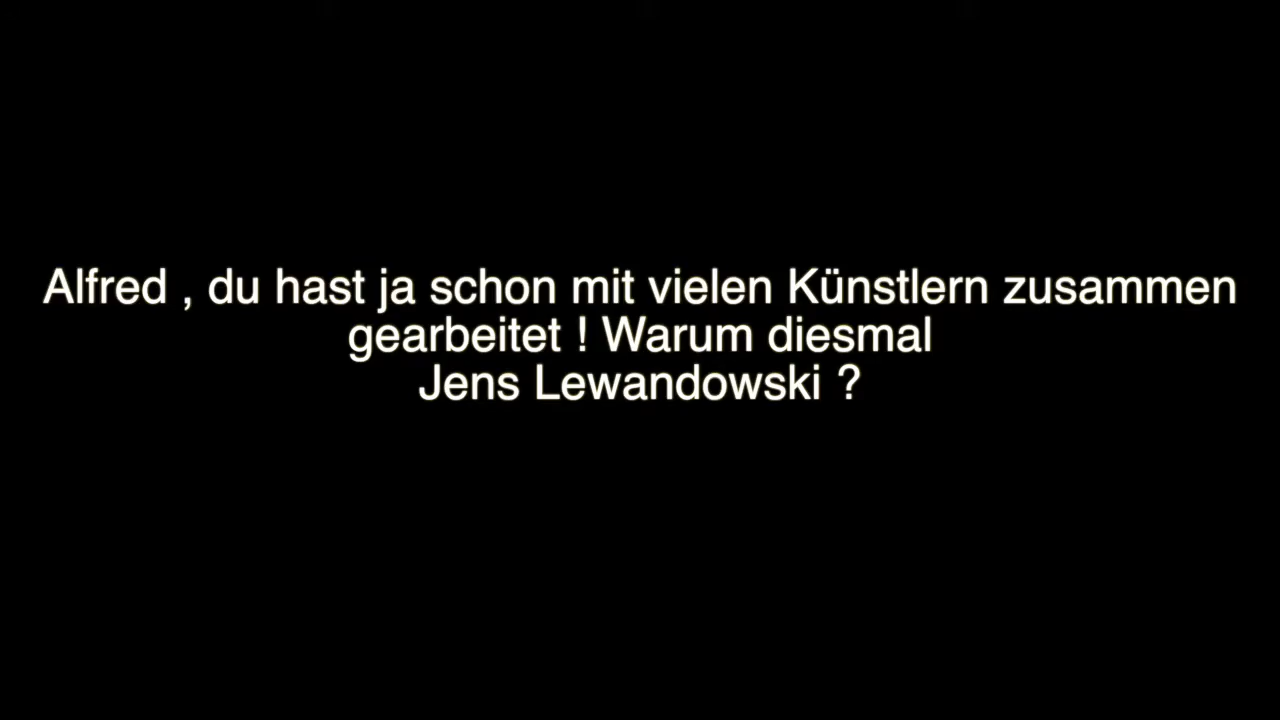 Alfred , du hast ja schon mit vielen Künstlern zusammen
gearbeitet ! Warum diesmal
Jens Lewandowski ?